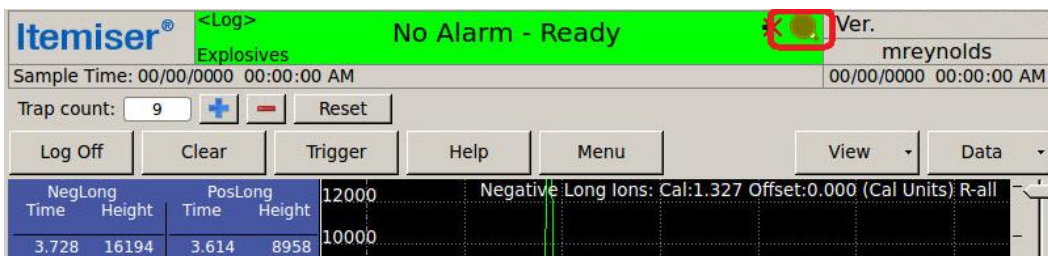 Itemiser®
<Log>
Explosives
No Alarm - Ready
Ver.
mreynolds
Sample Time: 00/00/0000 00:00:00 AM
00/00/0000 00:00:00 AM
Trap count: 9
Reset
Log Off
Clear
Trigger
Help
Menu
View
Data
NegLong
PosLong
Time Height Time Height
3.728 16194 3.614 8958
12000
10000
Negative Long Ions: Cal:1.327 Offset:0.000 (Cal Units) R-all